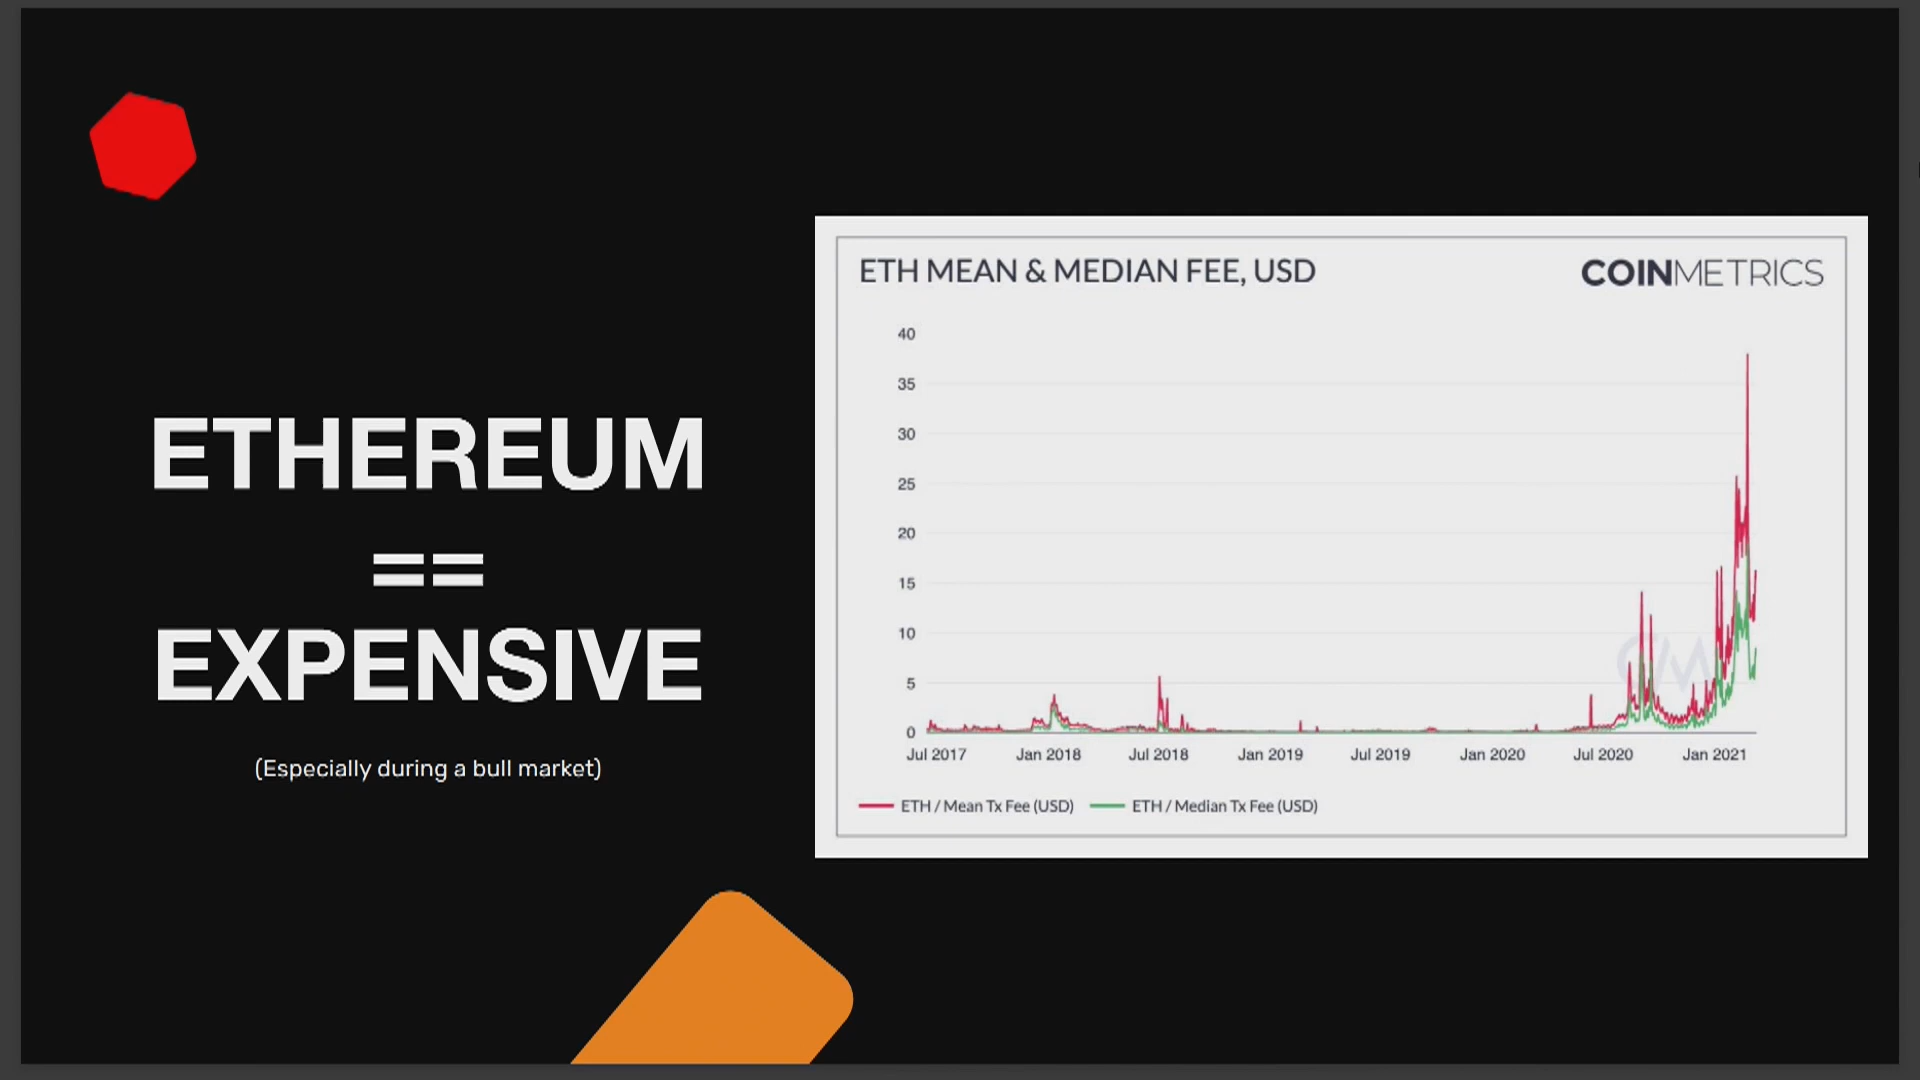 ETHEREUM
==
EXPENSIVE
(Especially during a bull market)
ETH MEAN & MEDIAN FEE, USD
COINMETRICS
40
35
30
25
20
15
10
5
0
Jul 2017 Jan 2018 Jul 2018 Jan 2019 Jul 2019 Jan 2020 Jul 2020 Jan 2021
CM
ETH / Mean Tx Fee (USD) ETH / Median Tx Fee (USD)